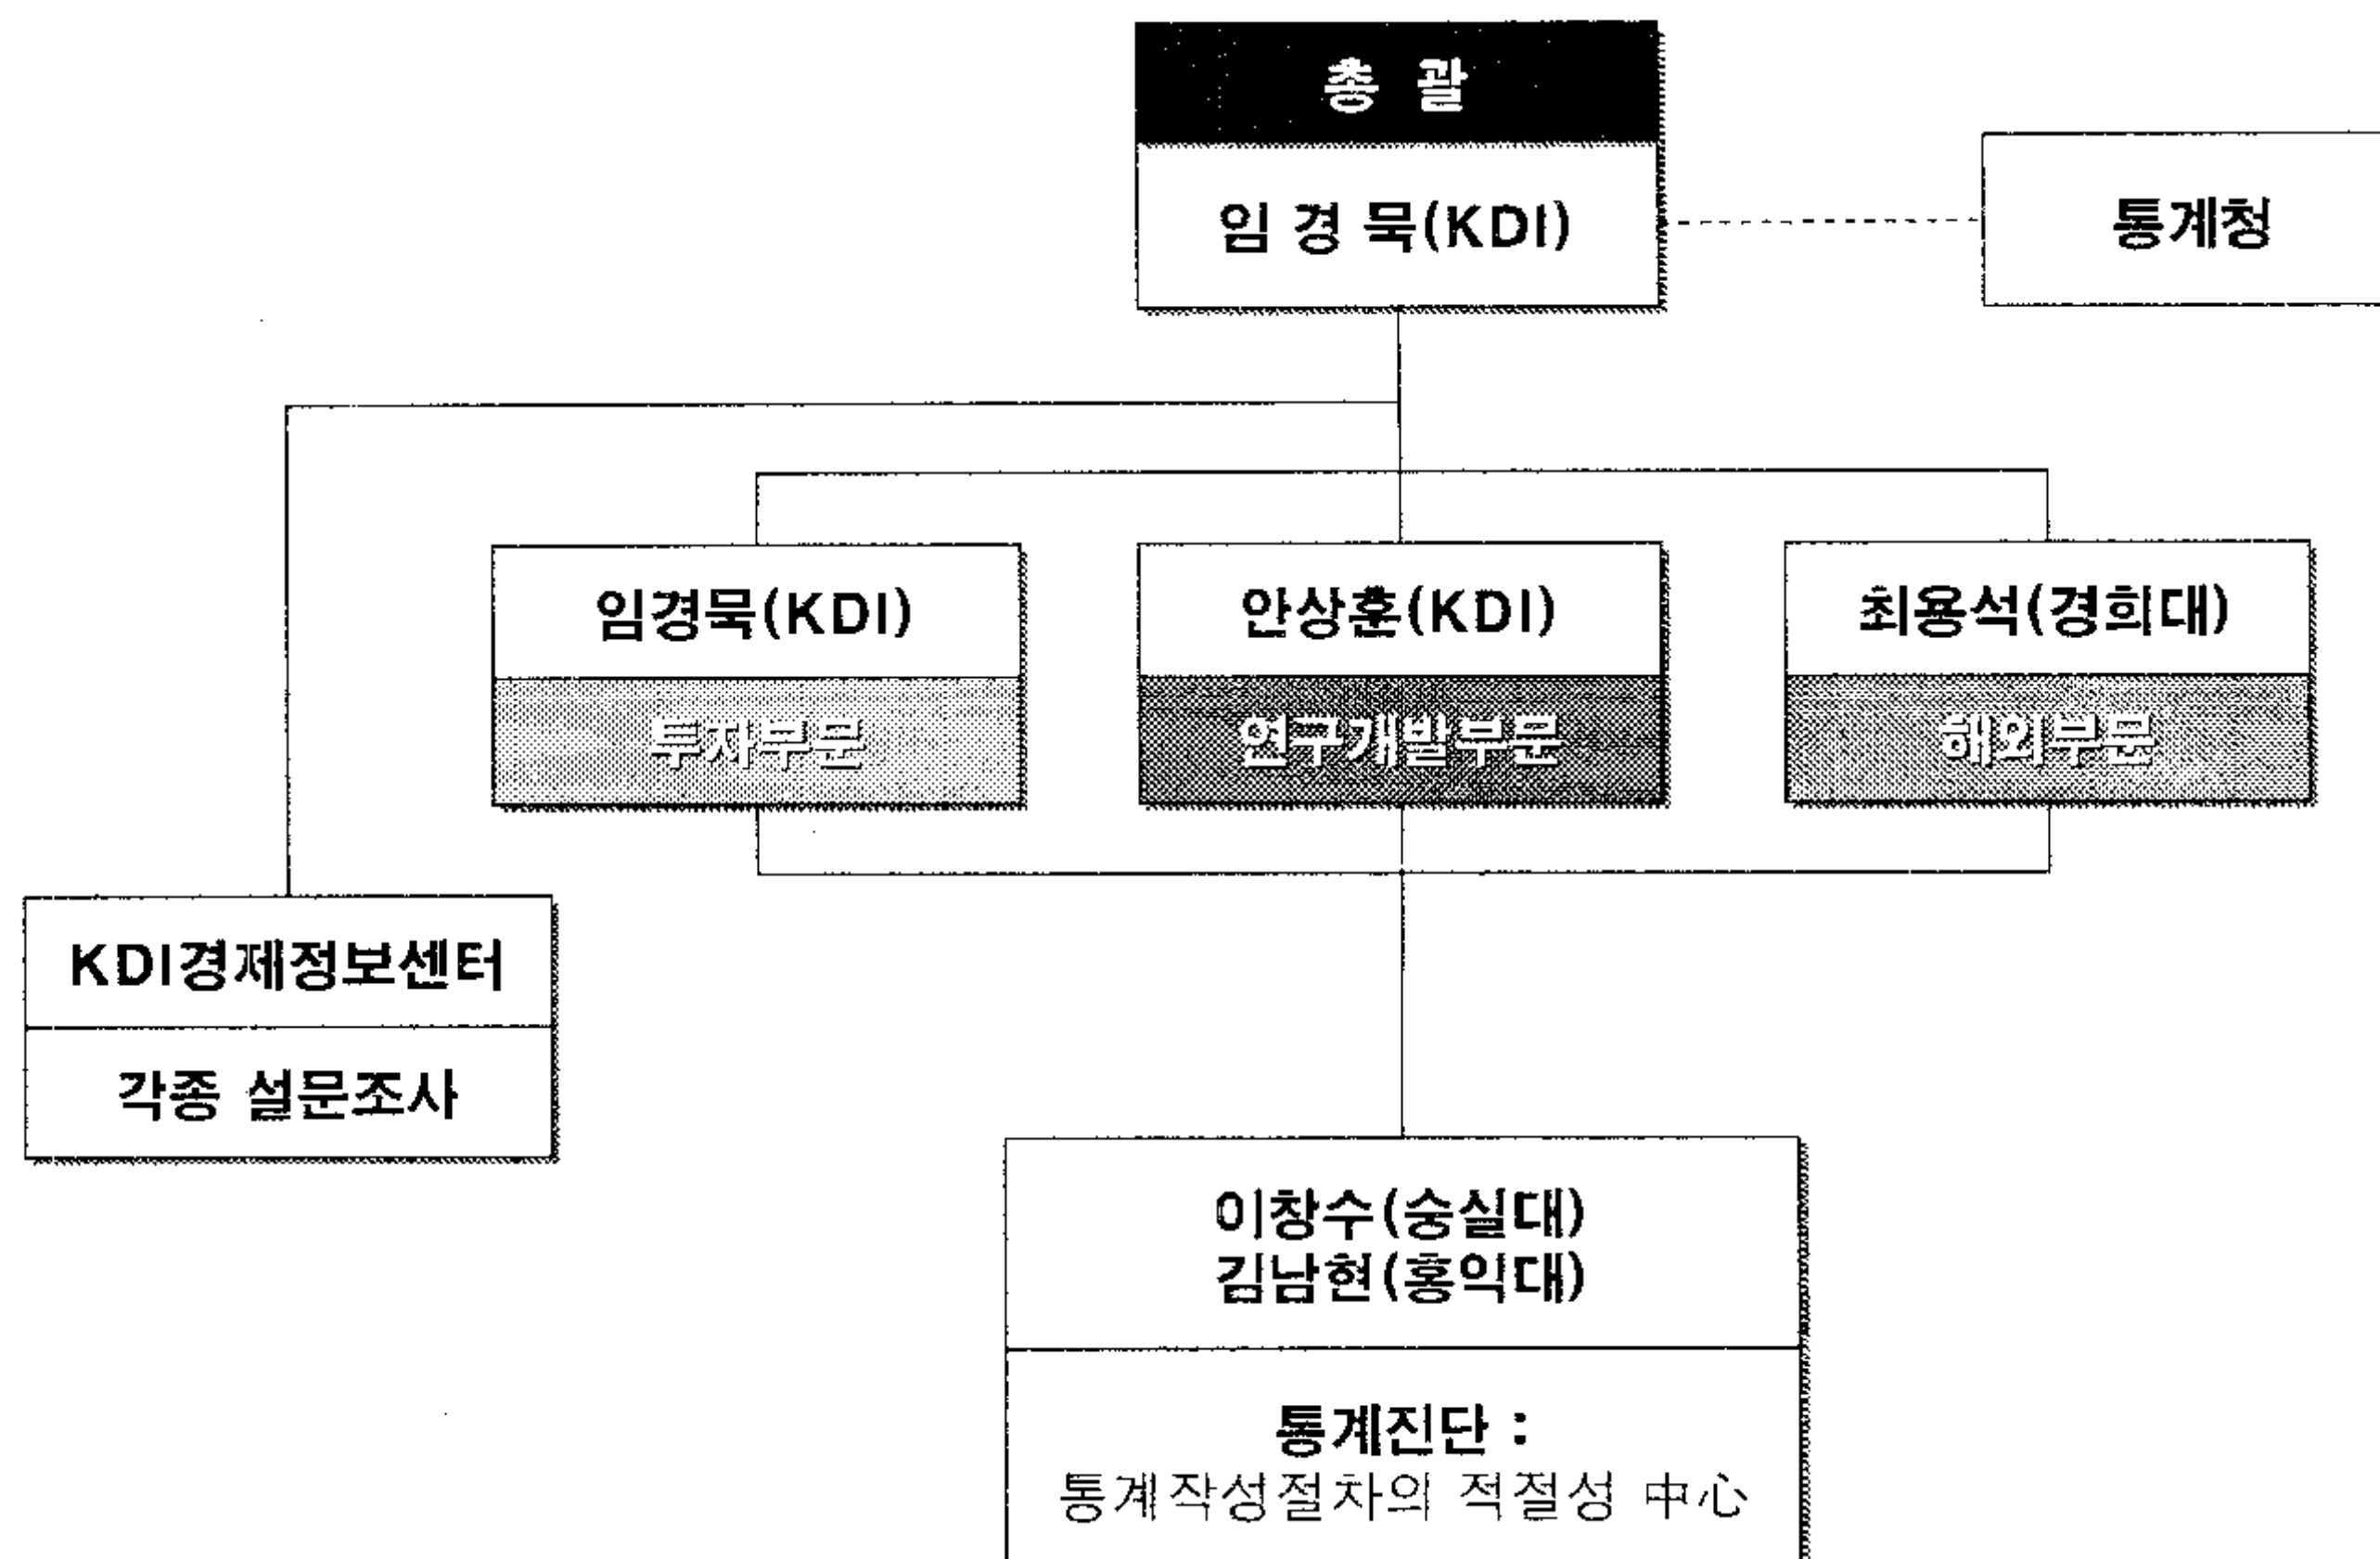 총 괄
임 경 묵(KDI)
통계청
임경묵(KDI)
투자부문
안상훈(KDI)
연구개발부문
최용석(경희대)
해외부문
KDI경제정보센터
각종 설문조사
이창수(숭실대)
김남현(홍익대)
통계진단 :
통계작성절차의 적절성 中心